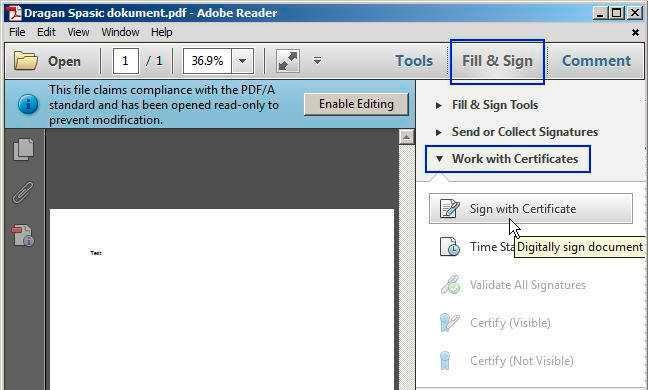 Dragan Spasic dokument.pdf - Adobe Reader
File Edit View Window Help
Open 1 / 1 36.9% Tools Fill & Sign Comment
This file claims compliance with the PDF/A
standard and has been opened read-only to
prevent modification.
Enable Editing
Fill & Sign Tools
Send or Collect Signatures
Work with Certificates
Sign with Certificate
Time Sta
Digitally sign document
Validate All Signatures
Certify (Visible)
Certify (Not Visible)
Test